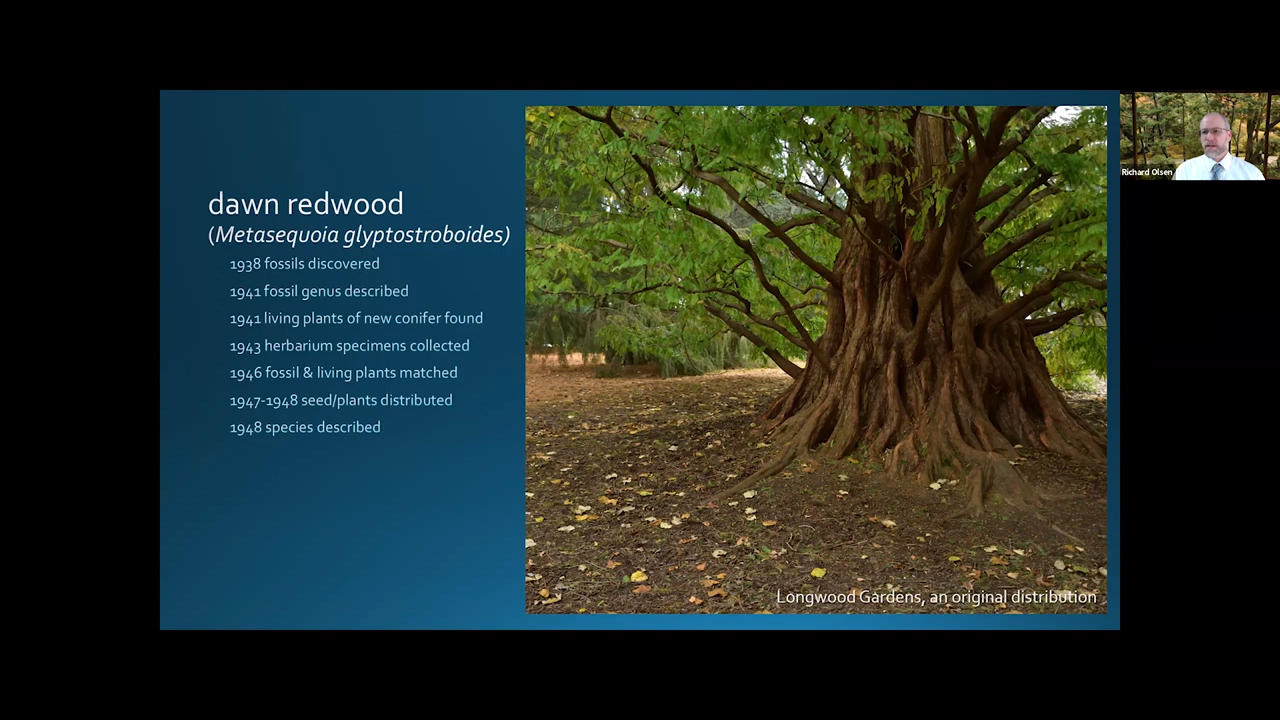 dawn redwood
(Metasequoia glyptostroboides)
1938 fossils discovered
1941 fossil genus described
1941 living plants of new conifer found
1943 herbarium specimens collected
1946 fossil & living plants matched
1947-1948 seed/plants distributed
1948 species described
Longwood Gardens, an original distribution
Richard Olsen